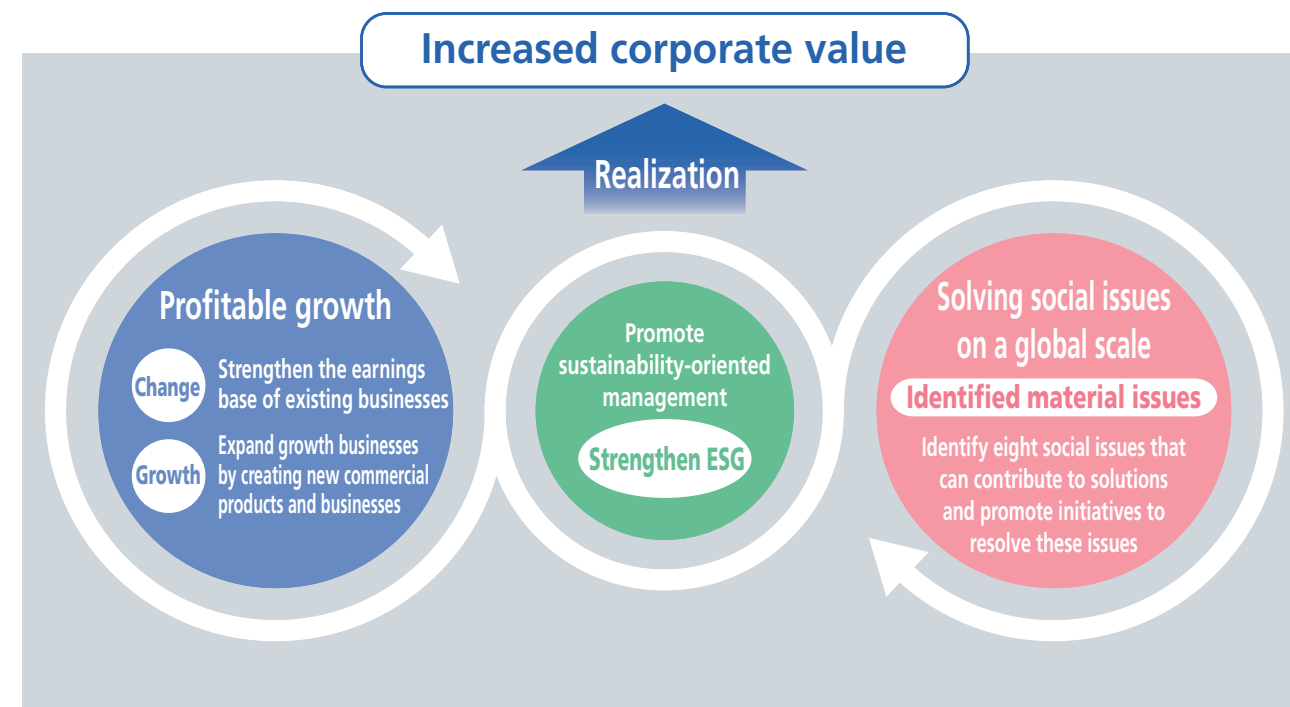 Increased corporate value
Realization
Profitable growth
Change
Strengthen the earnings
base of existing businesses
Growth
Expand growth businesses
by creating new commercial
products and businesses
Promote
sustainability-oriented
management
Strengthen ESG
Solving social issues
on a global scale
Identified material issues
Identify eight social issues that
can contribute to solutions
and promote initiatives to
resolve these issues